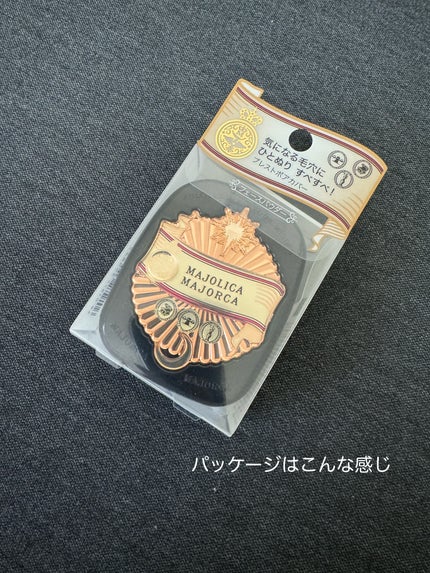 気になる毛穴に
ひとぬり すべすべ!
プレストポアカバー
フェースパウダー
MAJOLICA
MAJORCA
パッケージはこんな感じ